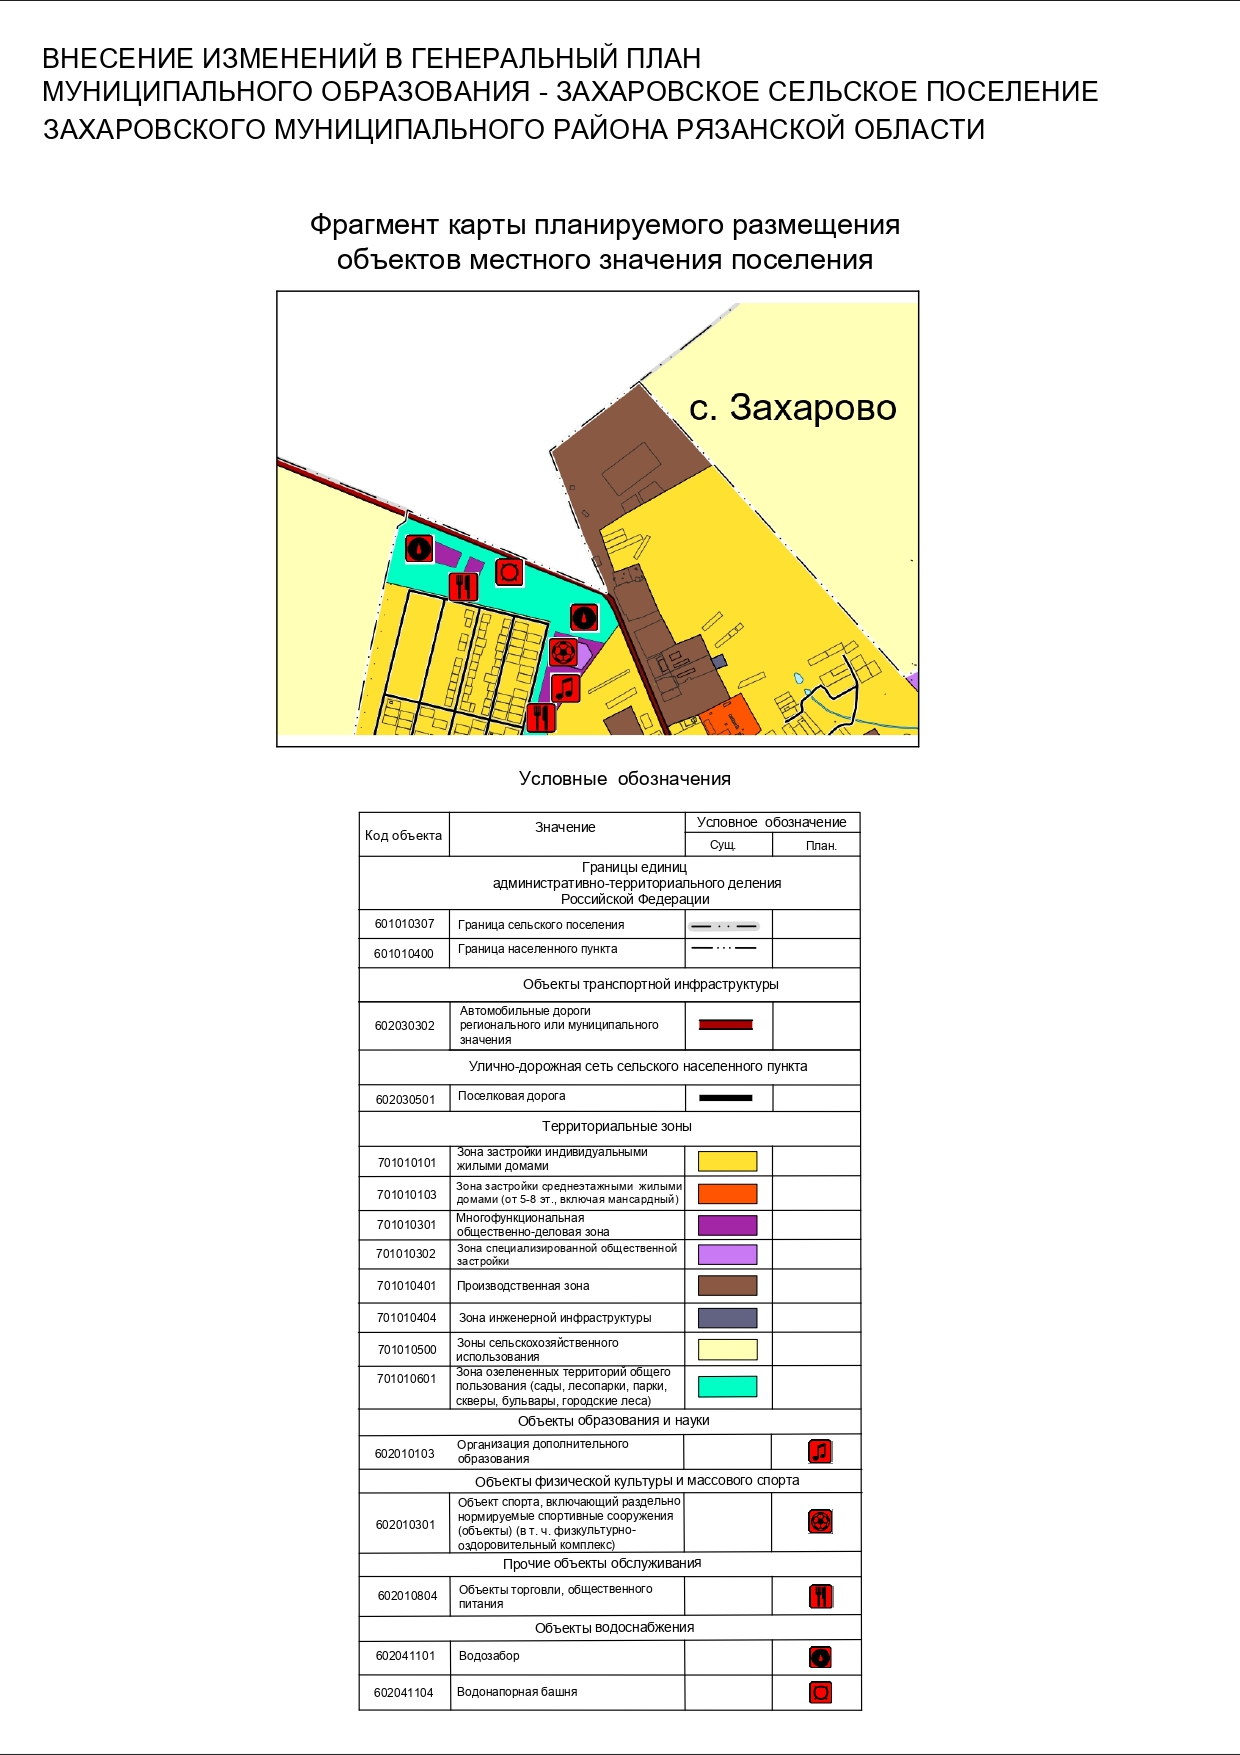 ВНЕСЕНИЕ ИЗМЕНЕНИЙ В ГЕНЕРАЛЬНЫЙ ПЛАН
МУНИЦИПАЛЬНОГО ОБРАЗОВАНИЯ - ЗАХАРОВСКОЕ СЕЛЬСКОЕ ПОСЕЛЕНИЕ
ЗАХАРОВСКОГО МУНИЦИПАЛЬНОГО РАЙОНА РЯЗАНСКОЙ ОБЛАСТИ
Фрагмент карты планируемого размещения
объектов местного значения поселения
с. Захарово
Условные обозначения
Код объекта
Значение
Условное обозначение
Сущ.
План.
Границы единиц
административно-территориального деления
Российской Федерации
601010307
Граница сельского поселения
601010400
Граница населенного пункта
Объекты транспортной инфраструктуры
602030302
Автомобильные дороги
регионального или муниципального
значения
Улично-дорожная сеть сельского населенного пункта
602030501
Поселковая дорога
Территориальные зоны
701010101
Зона застройки индивидуальными
жилыми домами
701010103
Зона застройки среднеэтажными жилыми
домами (от 5-8 эт., включая мансардный)
701010301
Многофункциональная
общественно-деловая зона
701010302
Зона специализированной общественной
застройки
701010401
Производственная зона
701010404
Зона инженерной инфраструктуры
701010500
Зоны сельскохозяйственного
использования
701010601
Зона озелененных территорий общего
пользования (сады, лесопарки, парки,
скверы, бульвары, городские леса)
Объекты образования и науки
602010103
Организация дополнительного
образования
Объекты физической культуры и массового спорта
602010301
Объект спорта, включающий раздельно
нормируемые спортивные сооружения
(объекты) (в т. ч. физкультурно-
оздоровительный комплекс)
Прочие объекты обслуживания
602010804
Объекты торговли, общественного
питания
Объекты водоснабжения
602041101
Водозабор
602041104
Водонапорная башня